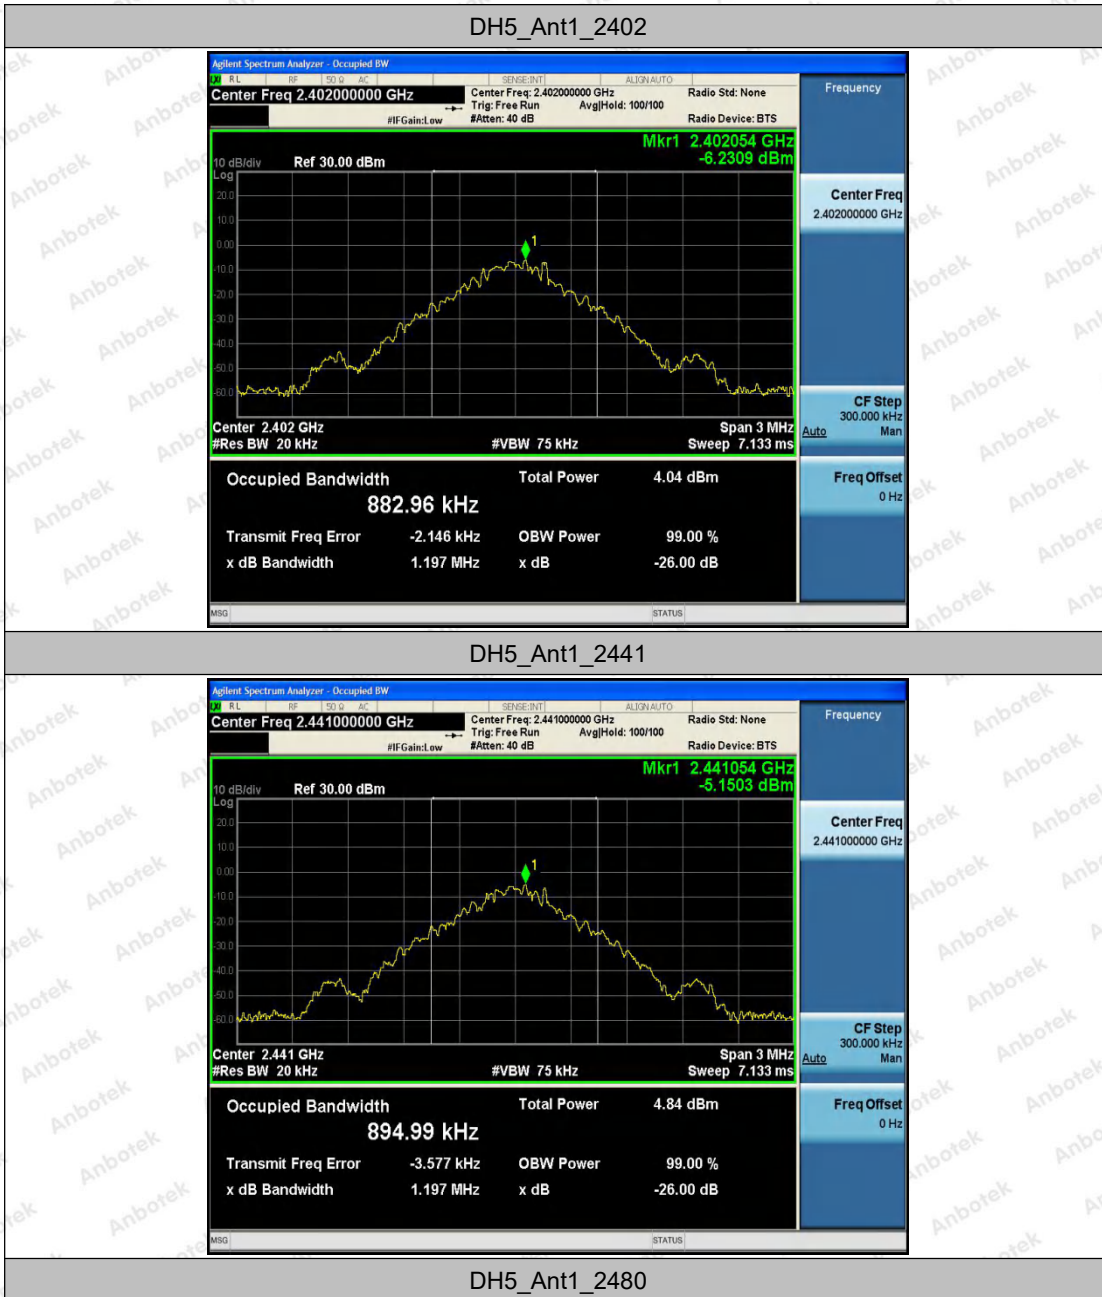 DH5_Ant1_2402
Agilent Spectrum Analyzer - Occupied BW
LXI RL RF 50 Ω AC SENSE:INT ALIGN AUTO
Center Freq 2.402000000 GHz
Center Freq: 2.402000000 GHz
Radio Std: None
Trig: Free Run Avg|Hold: 100/100
#IFGain:Low #Atten: 40 dB Radio Device: BTS
Mkr1 2.402054 GHz
-6.2309 dBm
10 dB/div Ref 30.00 dBm
Log
20.0
10.0
0.00
-10.0
-20.0
-30.0
-40.0
-50.0
-60.0
1
Center 2.402 GHz Span 3 MHz
#Res BW 20 kHz #VBW 75 kHz Sweep 7.133 ms
Occupied Bandwidth Total Power 4.04 dBm
882.96 kHz
Transmit Freq Error -2.146 kHz OBW Power 99.00 %
x dB Bandwidth 1.197 MHz x dB -26.00 dB
MSG STATUS
Frequency
Center Freq
2.402000000 GHz
CF Step
300.000 kHz
Auto Man
Freq Offset
0 Hz
DH5_Ant1_2441
Agilent Spectrum Analyzer - Occupied BW
LXI RL RF 50 Ω AC SENSE:INT ALIGN AUTO
Center Freq 2.441000000 GHz
Center Freq: 2.441000000 GHz
Radio Std: None
Trig: Free Run Avg|Hold: 100/100
#IFGain:Low #Atten: 40 dB Radio Device: BTS
Mkr1 2.441054 GHz
-5.1503 dBm
10 dB/div Ref 30.00 dBm
Log
20.0
10.0
0.00
-10.0
-20.0
-30.0
-40.0
-50.0
-60.0
1
Center 2.441 GHz Span 3 MHz
#Res BW 20 kHz #VBW 75 kHz Sweep 7.133 ms
Occupied Bandwidth Total Power 4.84 dBm
894.99 kHz
Transmit Freq Error -3.577 kHz OBW Power 99.00 %
x dB Bandwidth 1.197 MHz x dB -26.00 dB
MSG STATUS
Frequency
Center Freq
2.441000000 GHz
CF Step
300.000 kHz
Auto Man
Freq Offset
0 Hz
DH5_Ant1_2480
Anbotek